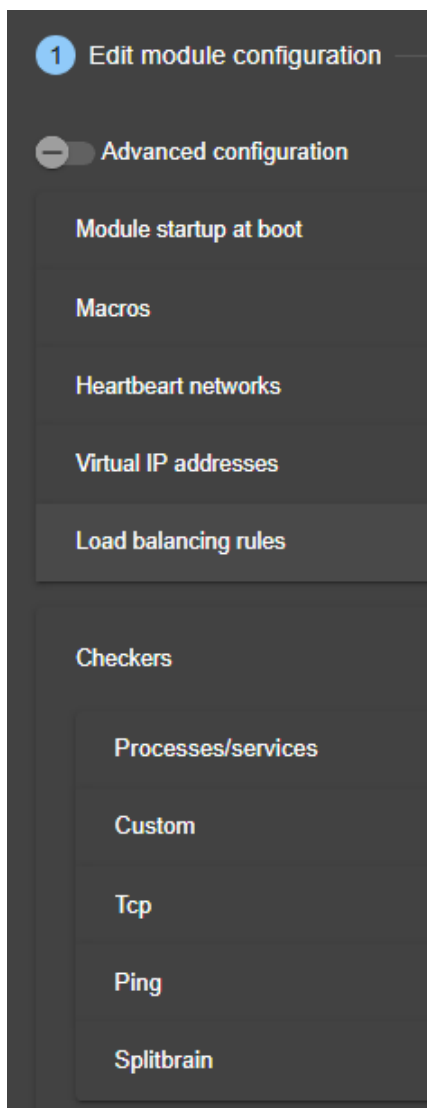 1 Edit module configuration
Advanced configuration
Module startup at boot
Macros
Heartbeart networks
Virtual IP addresses
Load balancing rules
Checkers
Processes/services
Custom
Tcp
Ping
Splitbrain